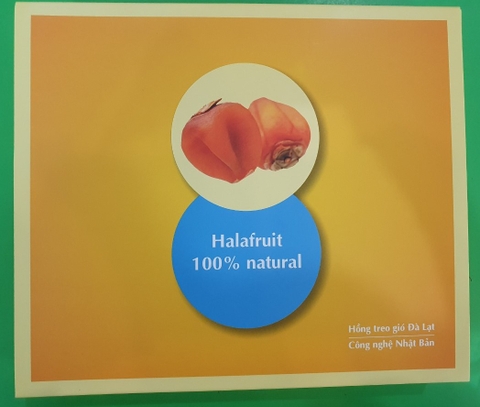 Halafruit
100% natural
Hồng treo gió Đà Lạt
Công nghệ Nhật Bản